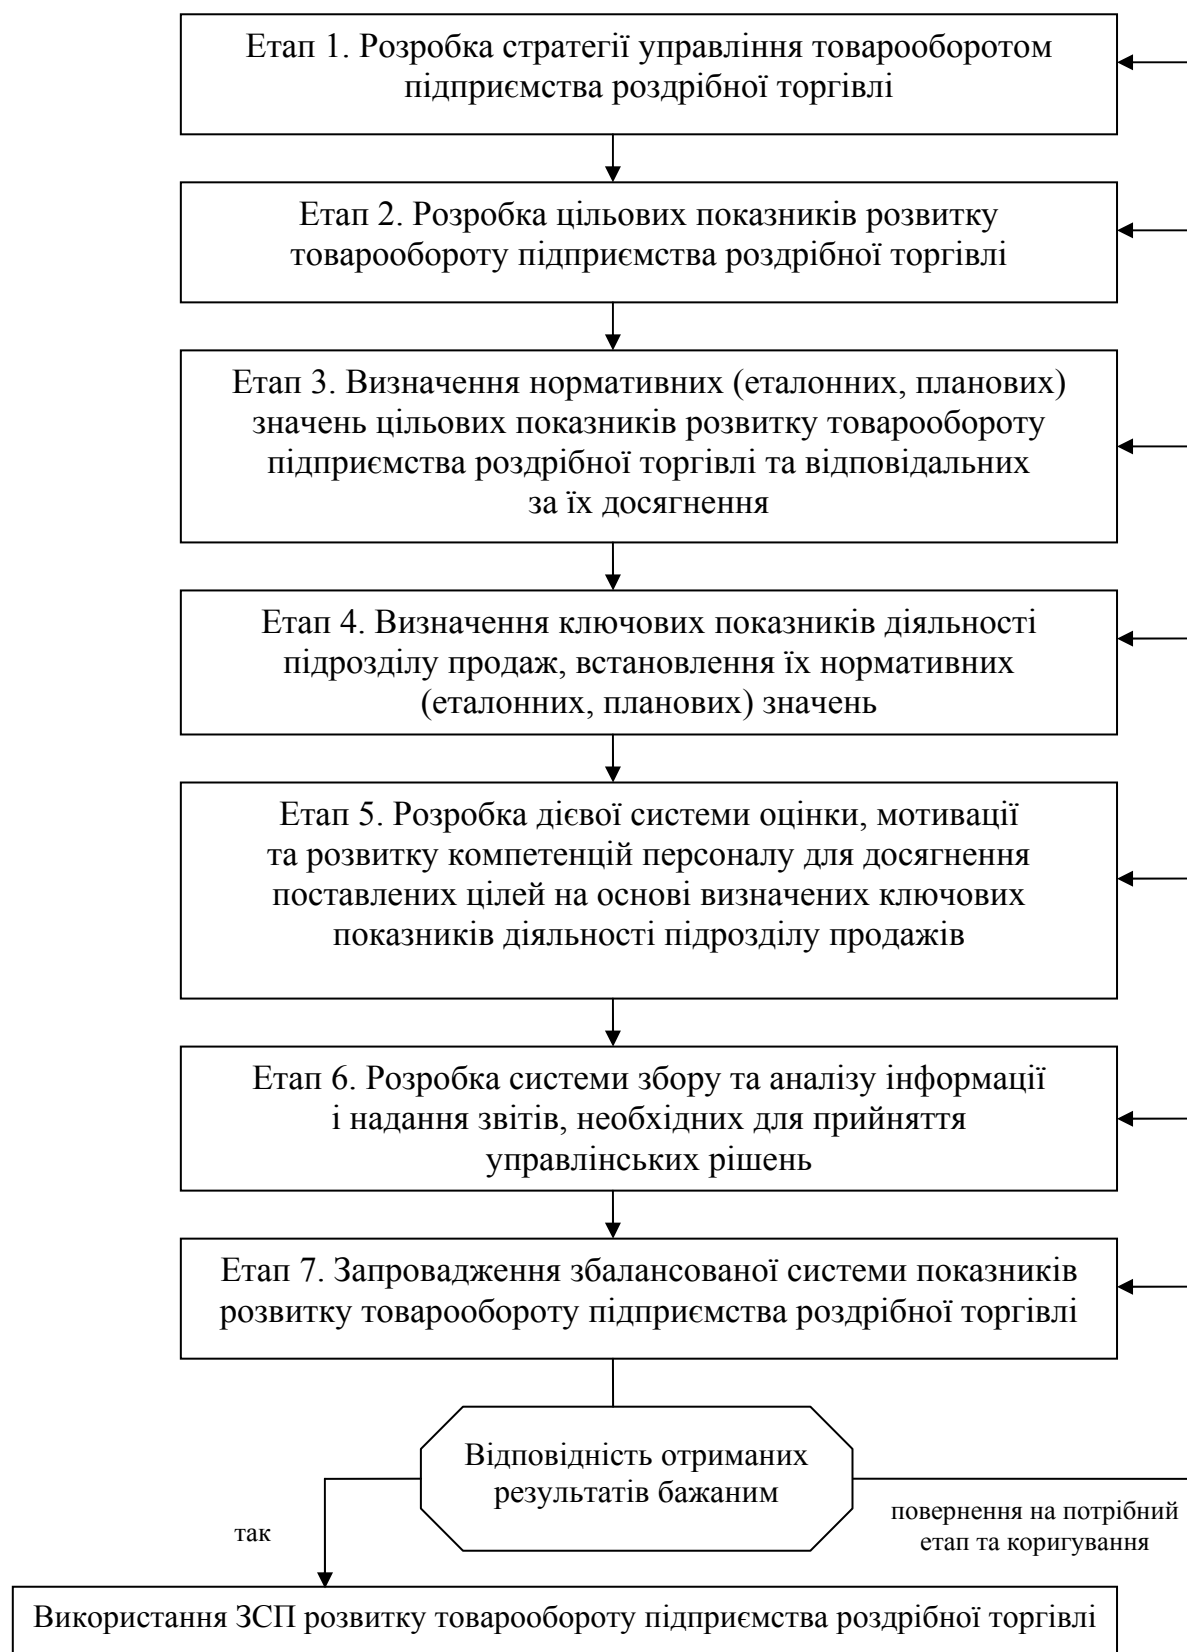 Етап 1. Розробка стратегії управління товарооборотом
підприємства роздрібної торгівлі
Етап 2. Розробка цільових показників розвитку
товарообороту підприємства роздрібної торгівлі
Етап 3. Визначення нормативних (еталонних, планових)
значень цільових показників розвитку товарообороту
підприємства роздрібної торгівлі та відповідальних
за їх досягнення
Етап 4. Визначення ключових показників діяльності
підрозділу продаж, встановлення їх нормативних
(еталонних, планових) значень
Етап 5. Розробка дієвої системи оцінки, мотивації
та розвитку компетенцій персоналу для досягнення
поставлених цілей на основі визначених ключових
показників діяльності підрозділу продажів
Етап 6. Розробка системи збору та аналізу інформації
і надання звітів, необхідних для прийняття
управлінських рішень
Етап 7. Запровадження збалансованої системи показників
розвитку товарообороту підприємства роздрібної торгівлі
Відповідність отриманих
результатів бажаним
так
повернення на потрібний
етап та коригування
Використання ЗСП розвитку товарообороту підприємства роздрібної торгівлі